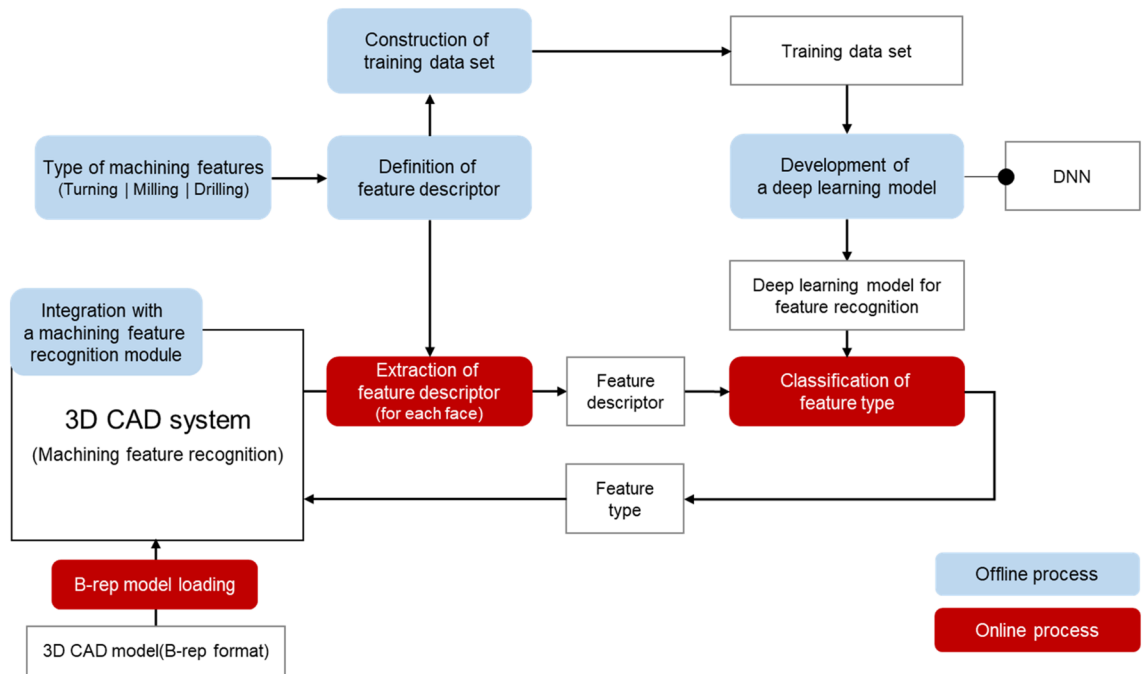 Construction of
training data set
Training data set
Type of machining features
(Turning | Milling | Drilling)
Definition of
feature descriptor
Development of
a deep learning model
DNN
Integration with
a machining feature
recognition module
Deep learning model for
feature recognition
3D CAD system
(Machining feature recognition)
Extraction of
feature descriptor
(for each face)
Feature
descriptor
Classification of
feature type
Feature
type
B-rep model loading
3D CAD model(B-rep format)
Offline process
Online process